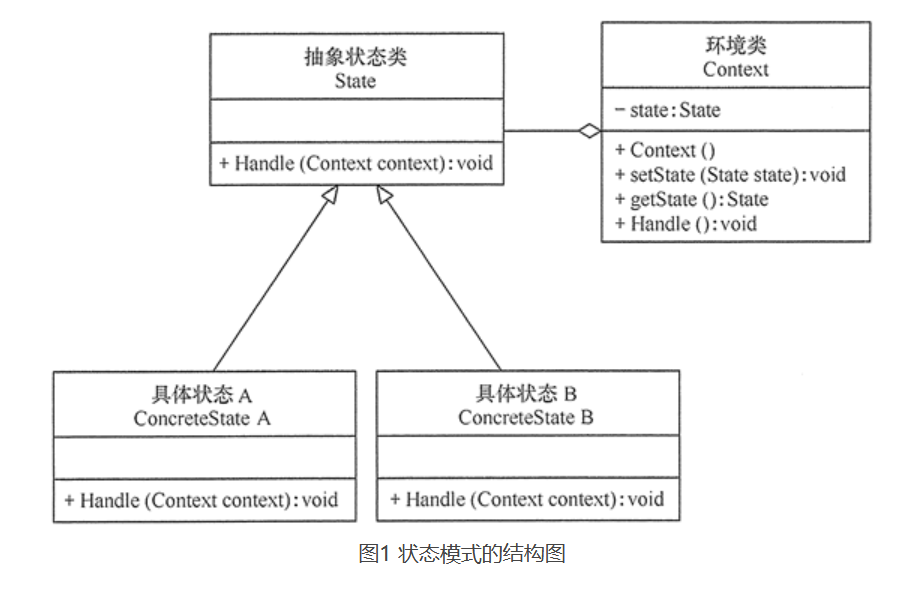 抽象状态类
State
+ Handle (Context context): void
环境类
Context
- state: State
+ Context ()
+ setState (State state): void
+ getState (): State
+ Handle (): void
具体状态 A
ConcreteState A
+ Handle (Context context): void
具体状态 B
ConcreteState B
+ Handle (Context context): void
图1 状态模式的结构图